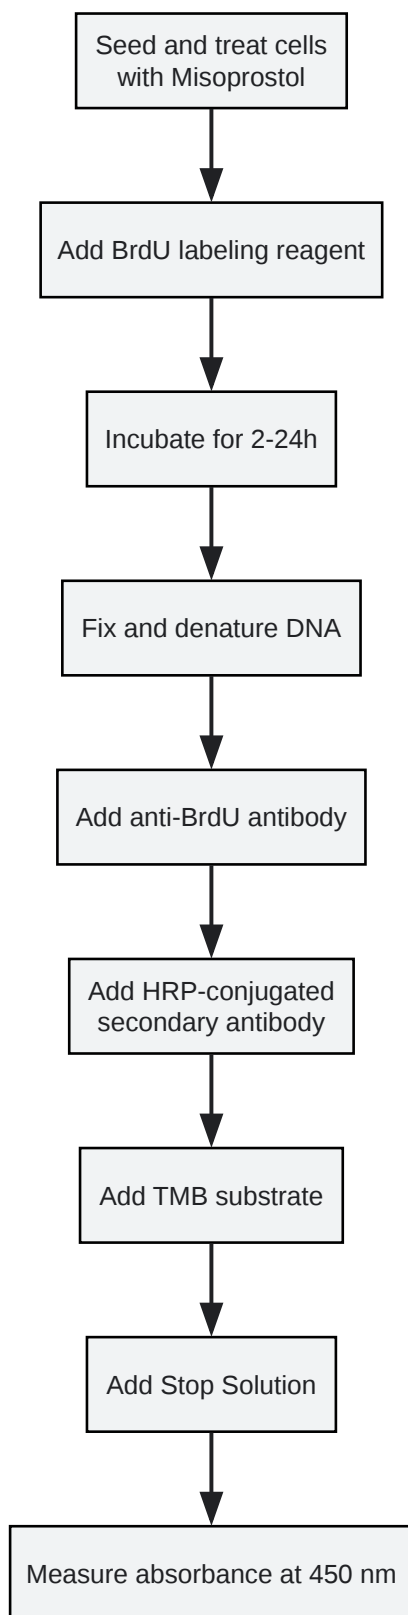 Seed and treat cells
with Misoprostol
Add BrdU labeling reagent
Incubate for 2-24h
Fix and denature DNA
Add anti-BrdU antibody
Add HRP-conjugated
secondary antibody
Add TMB substrate
Add Stop Solution
Measure absorbance at 450 nm